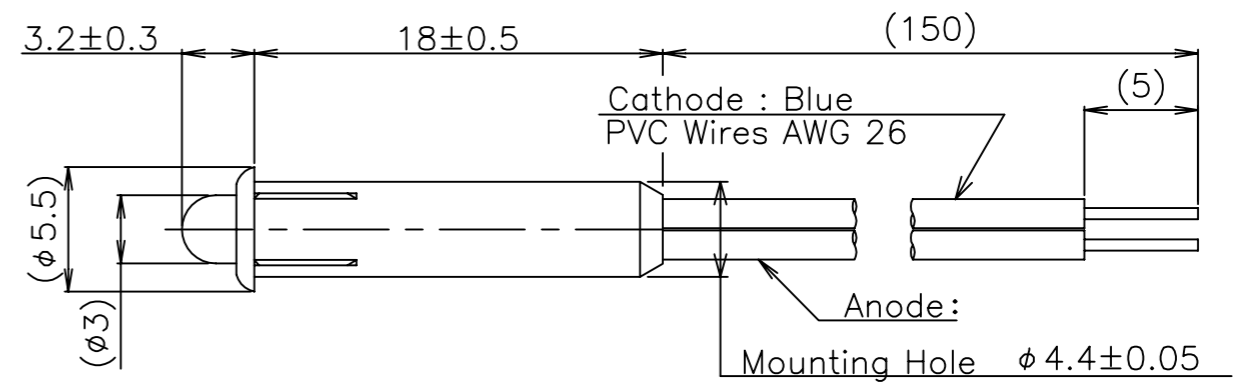 3.2±0.3
18±0.5
(150)
(5)
Cathode : Blue
PVC Wires AWG 26
(ϕ5.5)
(ϕ3)
Anode:
Mounting Hole ϕ4.4±0.05